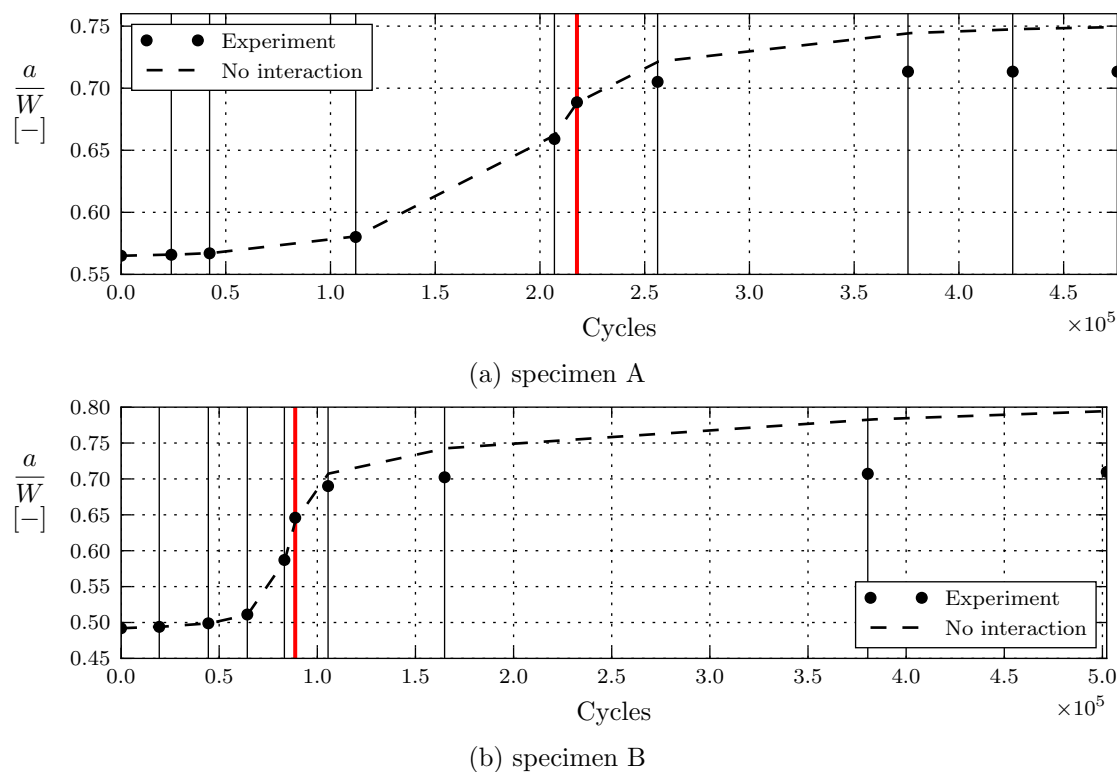 0.75
0.70
0.65
0.60
0.55
a
W
[−]
Experiment
No interaction
0.0 0.5 1.0 1.5 2.0 2.5 3.0 3.5 4.0 4.5
×10⁵
Cycles
(a) specimen A
0.80
0.75
0.70
0.65
0.60
0.55
0.50
0.45
a
W
[−]
Experiment
No interaction
0.0 0.5 1.0 1.5 2.0 2.5 3.0 3.5 4.0 4.5 5.0
×10⁵
Cycles
(b) specimen B